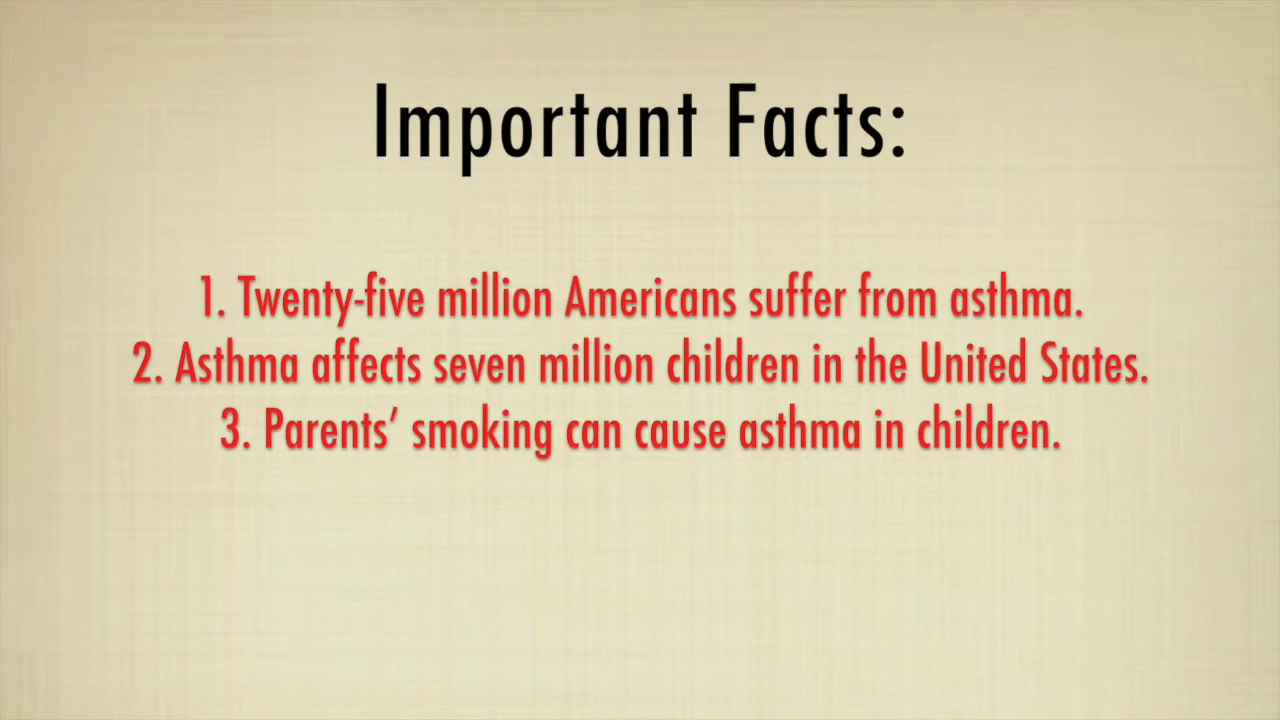 Important Facts:
1. Twenty-five million Americans suffer from asthma.
2. Asthma affects seven million children in the United States.
3. Parents’ smoking can cause asthma in children.